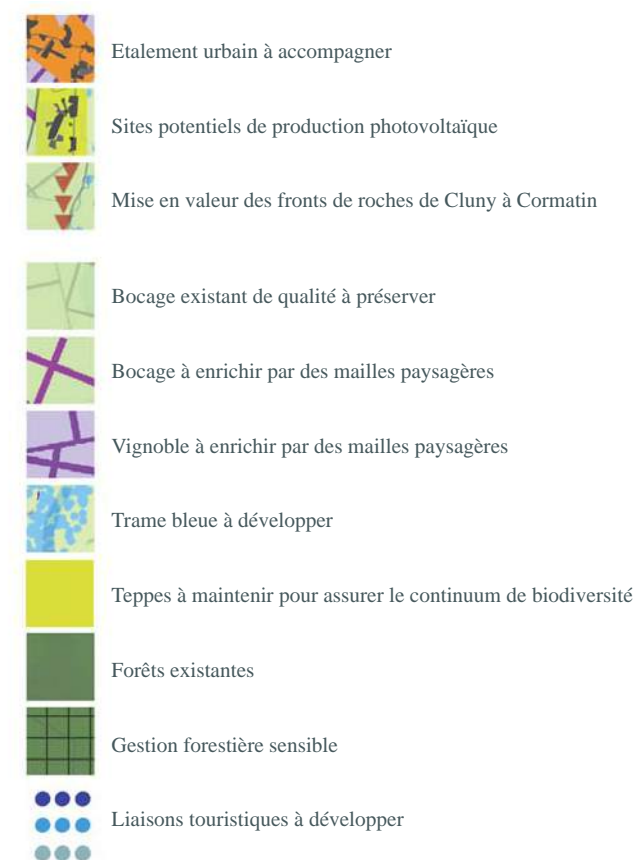 Etalement urbain à accompagner
Sites potentiels de production photovoltaïque
Mise en valeur des fronts de roches de Cluny à Cormatin
Bocage existant de qualité à préserver
Bocage à enrichir par des mailles paysagères
Vignoble à enrichir par des mailles paysagères
Trame bleue à développer
Teppes à maintenir pour assurer le continuum de biodiversité
Forêts existantes
Gestion forestière sensible
Liaisons touristiques à développer